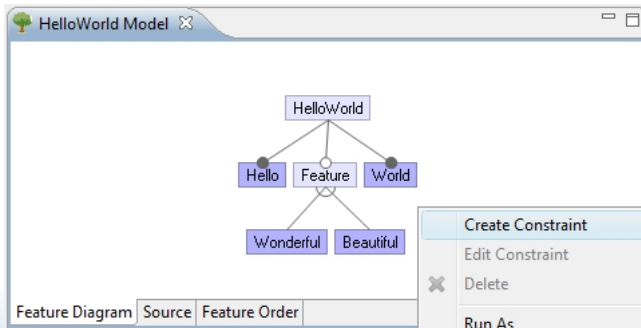 HelloWorld Model
HelloWorld
Hello Feature World
Wonderful Beautiful
Create Constraint
Edit Constraint
Delete
Run As
Feature Diagram Source Feature Order